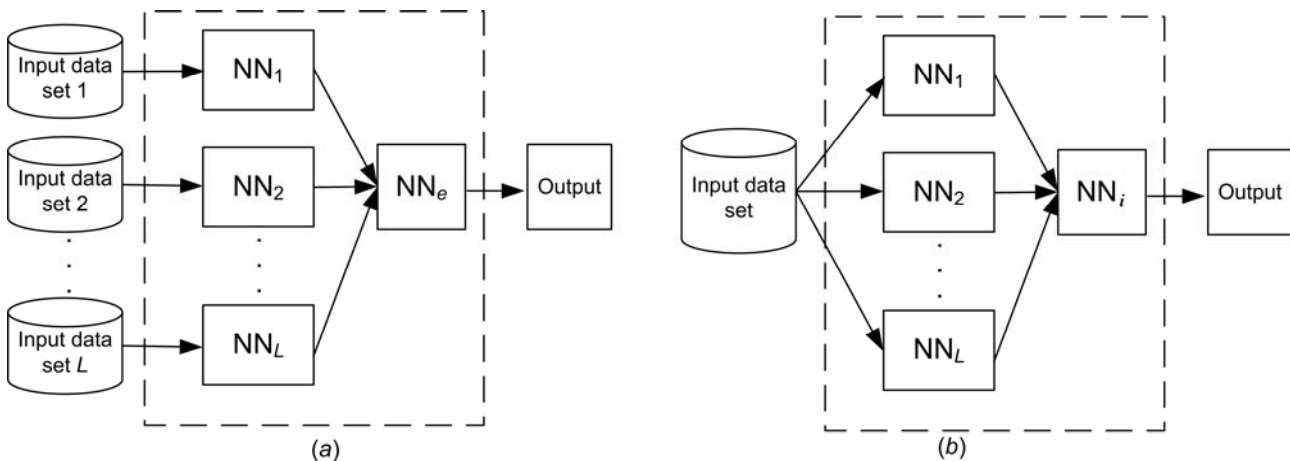 Input data
set 1
NN1
Input data
set 2
NN2
NNe
Output
Input data
set L
NNL
(a)
NN1
Input data
set
NN2
NNi
Output
NNL
(b)